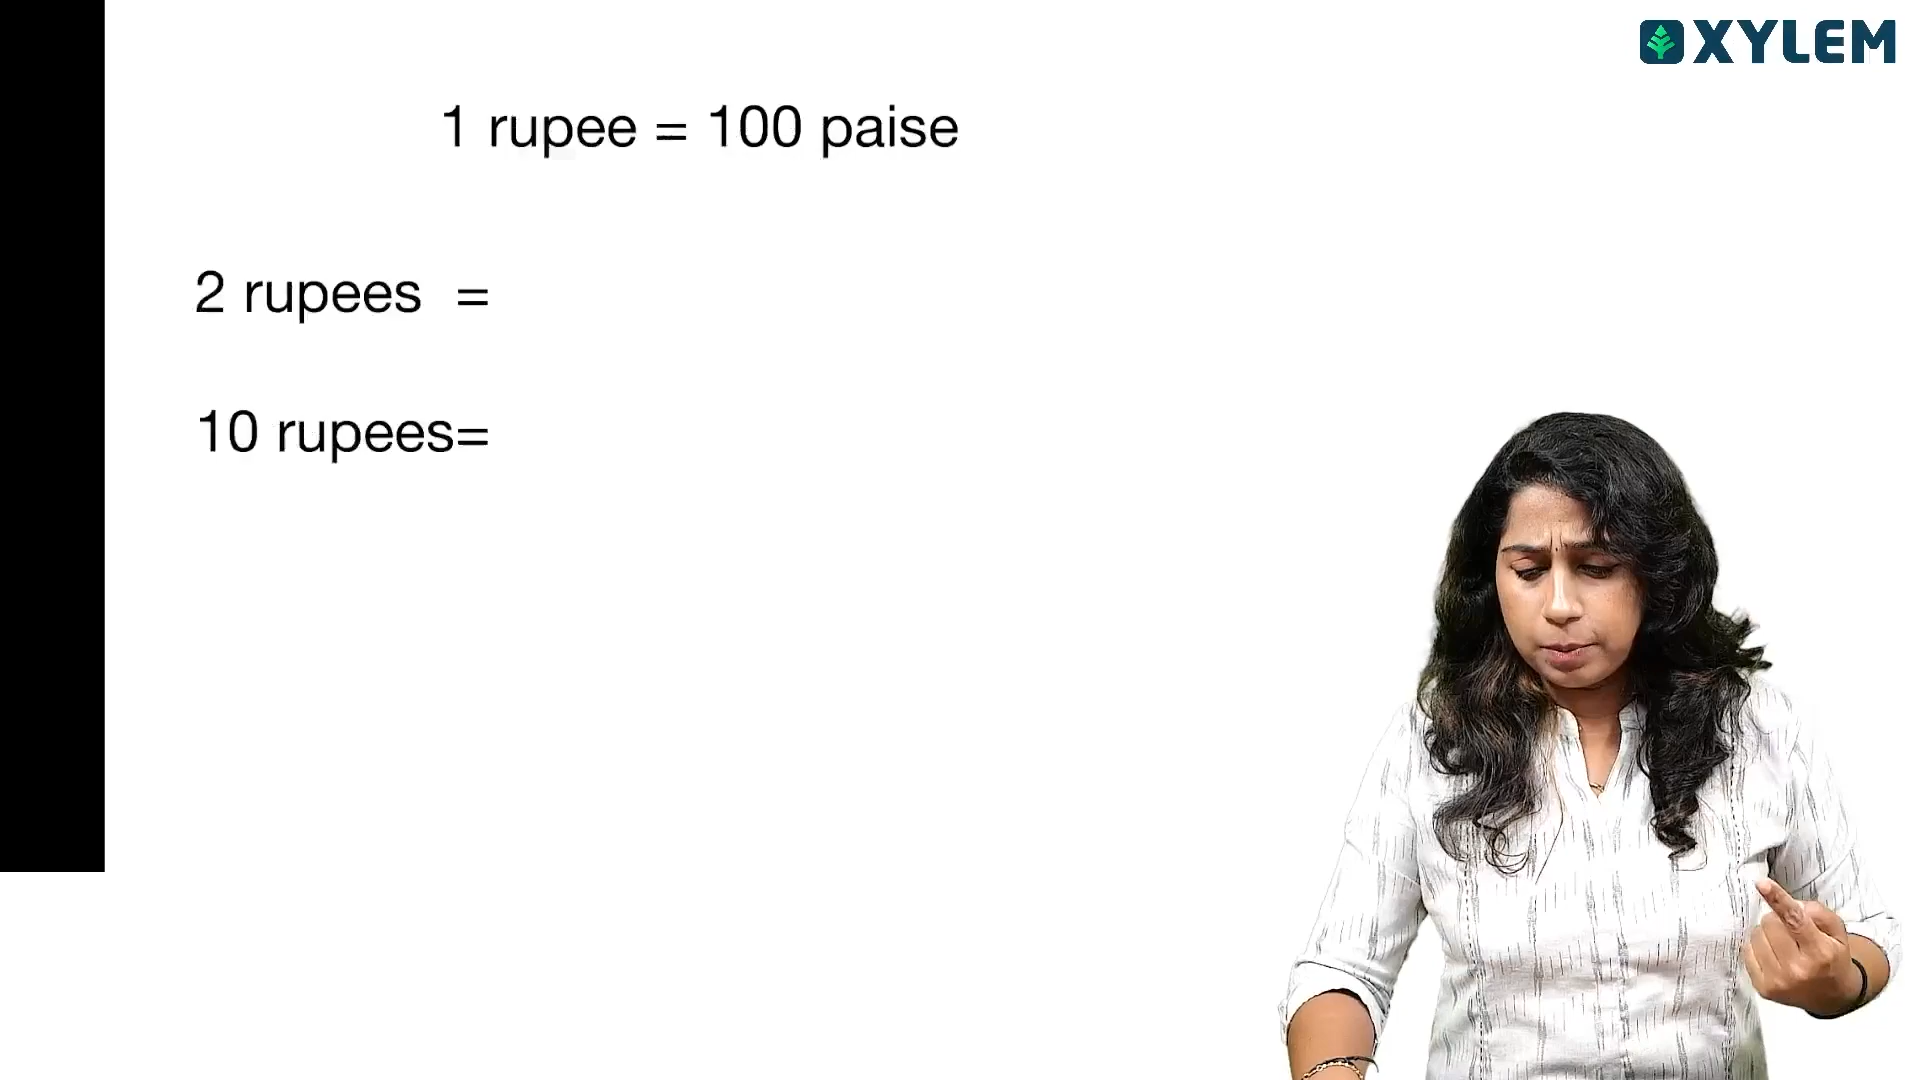 XYLEM
1 rupee = 100 paise
2 rupees =
10 rupees=